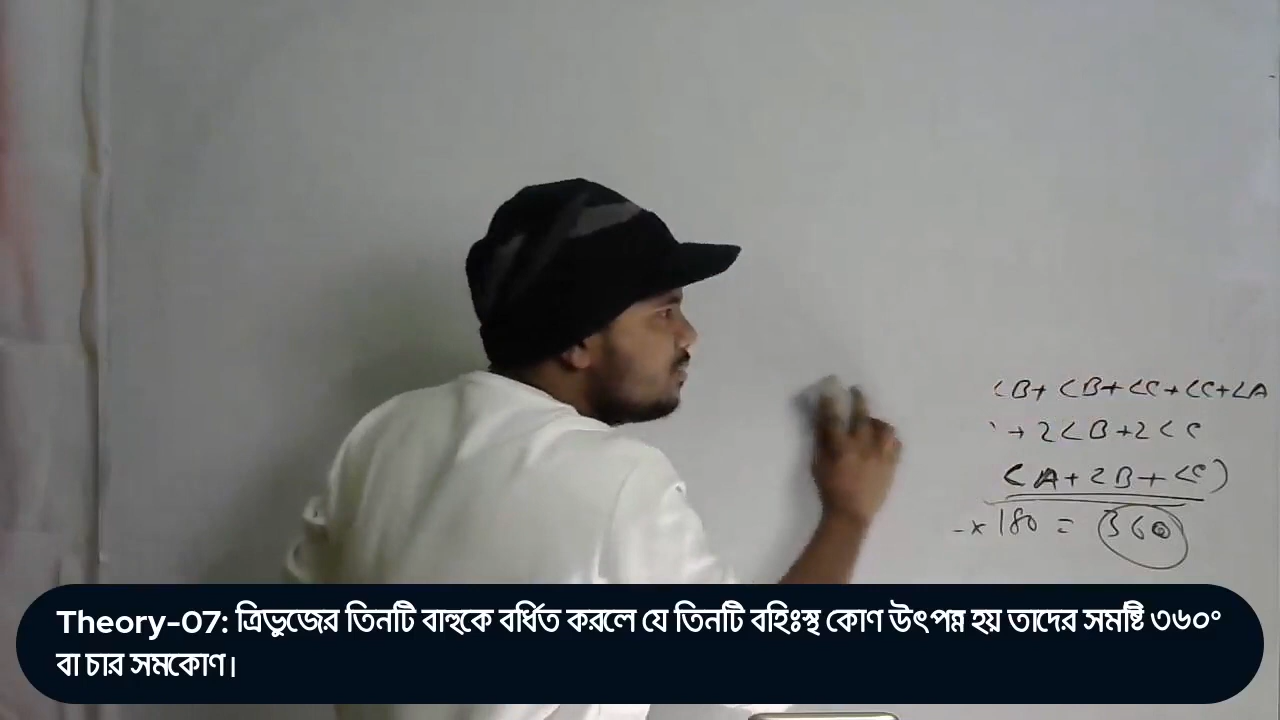 ∠B+ ∠B+∠C+∠C+∠A
+2∠B+2∠C
(A+∠B+∠C)
× 180 = 360
Theory-07: ত্রিভুজের তিনটি বাহুকে বর্ধিত করলে যে তিনটি বহিঃস্থ কোণ উৎপন্ন হয় তাদের সমষ্টি ৩৬০°
বা চার সমকোণ।